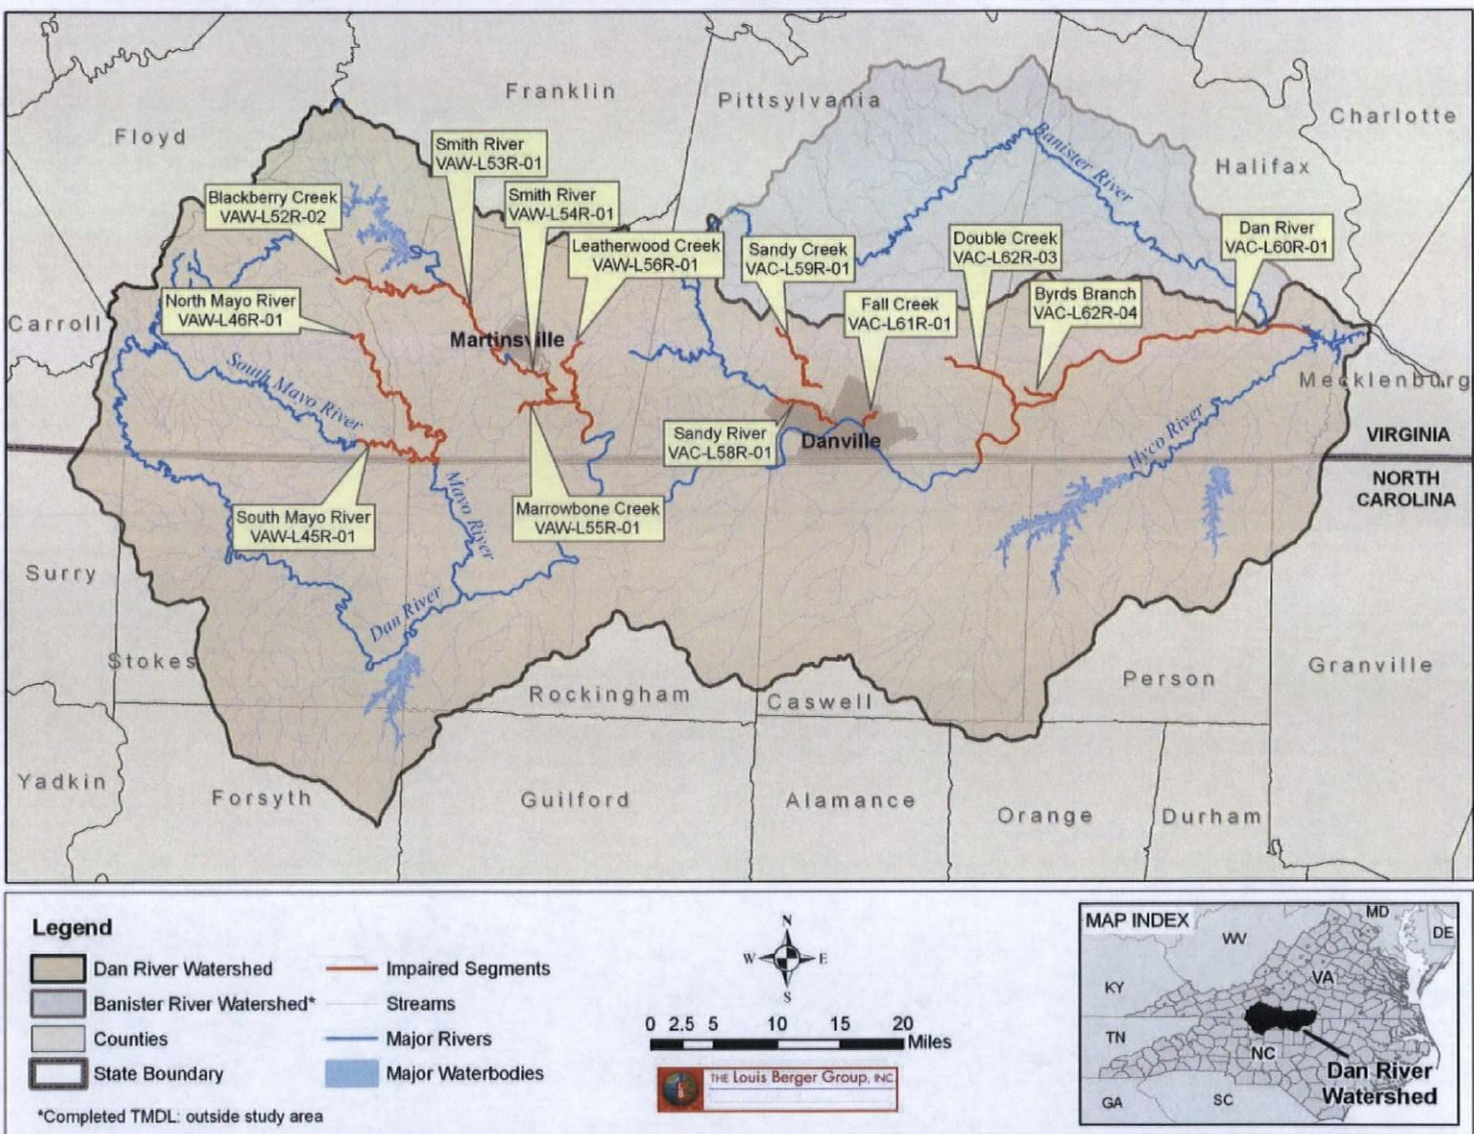 Franklin
Pittsylvania
Charlotte
Floyd
Halifax
Banister River
Smith River
VAW-L53R-01
Blackberry Creek
VAW-L52R-02
Smith River
VAW-L54R-01
Leatherwood Creek
VAW-L56R-01
Sandy Creek
VAC-L59R-01
Double Creek
VAC-L62R-03
Dan River
VAC-L60R-01
North Mayo River
VAW-L46R-01
Fall Creek
VAC-L61R-01
Byrds Branch
VAC-L62R-04
Carroll
Martinsville
South Mayo River
Mecklenburg
Sandy River
VAC-L58R-01
Danville
Hyco River
VIRGINIA
NORTH
CAROLINA
South Mayo River
VAW-L45R-01
Mayo River
Marrowbone Creek
VAW-L55R-01
Surry
Dan River
Stokes
Rockingham
Caswell
Person
Granville
Yadkin
Forsyth
Guilford
Alamance
Orange
Durham
Legend
Dan River Watershed
Banister River Watershed*
Counties
State Boundary
*Completed TMDL: outside study area
Impaired Segments
Streams
Major Rivers
Major Waterbodies
N
W E
S
0 2.5 5 10 15 20
Miles
THE Louis Berger Group, INC.
MAP INDEX
MD
DE
WV
VA
KY
TN
NC
Dan River
Watershed
SC
GA